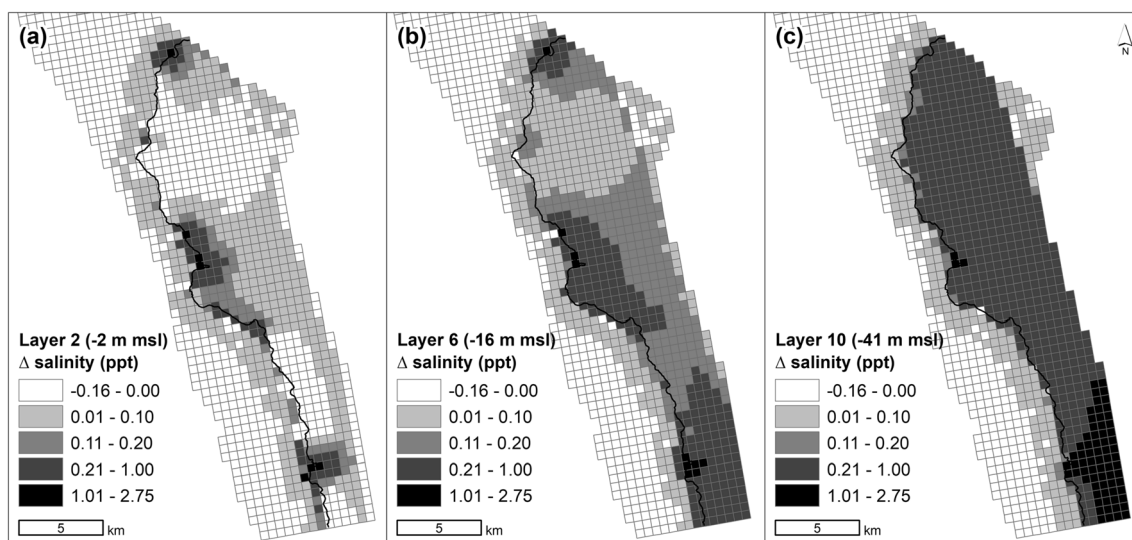 (a)
Layer 2 (-2 m msl)
Δ salinity (ppt)
-0.16 - 0.00
0.01 - 0.10
0.11 - 0.20
0.21 - 1.00
1.01 - 2.75
5 km
(b)
Layer 6 (-16 m msl)
Δ salinity (ppt)
-0.16 - 0.00
0.01 - 0.10
0.11 - 0.20
0.21 - 1.00
1.01 - 2.75
5 km
(c)
N
Layer 10 (-41 m msl)
Δ salinity (ppt)
-0.16 - 0.00
0.01 - 0.10
0.11 - 0.20
0.21 - 1.00
1.01 - 2.75
5 km